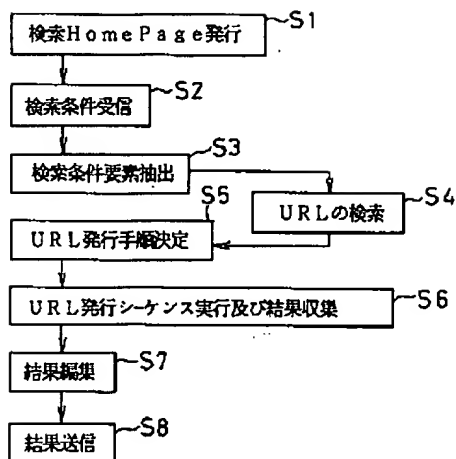 検索HomePage発行
S1
検索条件受信
S2
検索条件要素抽出
S3
URLの検索
S4
URL発行手順決定
S5
URL発行シーケンス実行及び結果収集
S6
結果編集
S7
結果送信
S8